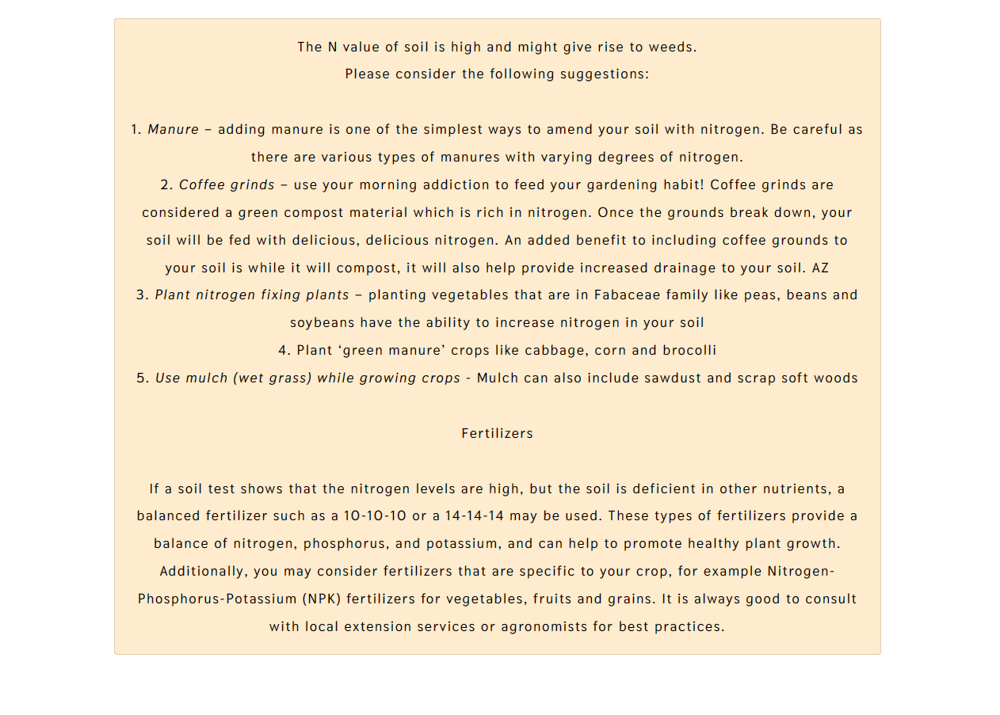 The N value of soil is high and might give rise to weeds.
Please consider the following suggestions:
1. Manure – adding manure is one of the simplest ways to amend your soil with nitrogen. Be careful as
there are various types of manures with varying degrees of nitrogen.
2. Coffee grinds – use your morning addiction to feed your gardening habit! Coffee grinds are
considered a green compost material which is rich in nitrogen. Once the grounds break down, your
soil will be fed with delicious, delicious nitrogen. An added benefit to including coffee grounds to
your soil is while it will compost, it will also help provide increased drainage to your soil. AZ
3. Plant nitrogen fixing plants – planting vegetables that are in Fabaceae family like peas, beans and
soybeans have the ability to increase nitrogen in your soil
4. Plant ‘green manure’ crops like cabbage, corn and brocolli
5. Use mulch (wet grass) while growing crops - Mulch can also include sawdust and scrap soft woods
Fertilizers
If a soil test shows that the nitrogen levels are high, but the soil is deficient in other nutrients, a
balanced fertilizer such as a 10-10-10 or a 14-14-14 may be used. These types of fertilizers provide a
balance of nitrogen, phosphorus, and potassium, and can help to promote healthy plant growth.
Additionally, you may consider fertilizers that are specific to your crop, for example Nitrogen-
Phosphorus-Potassium (NPK) fertilizers for vegetables, fruits and grains. It is always good to consult
with local extension services or agronomists for best practices.